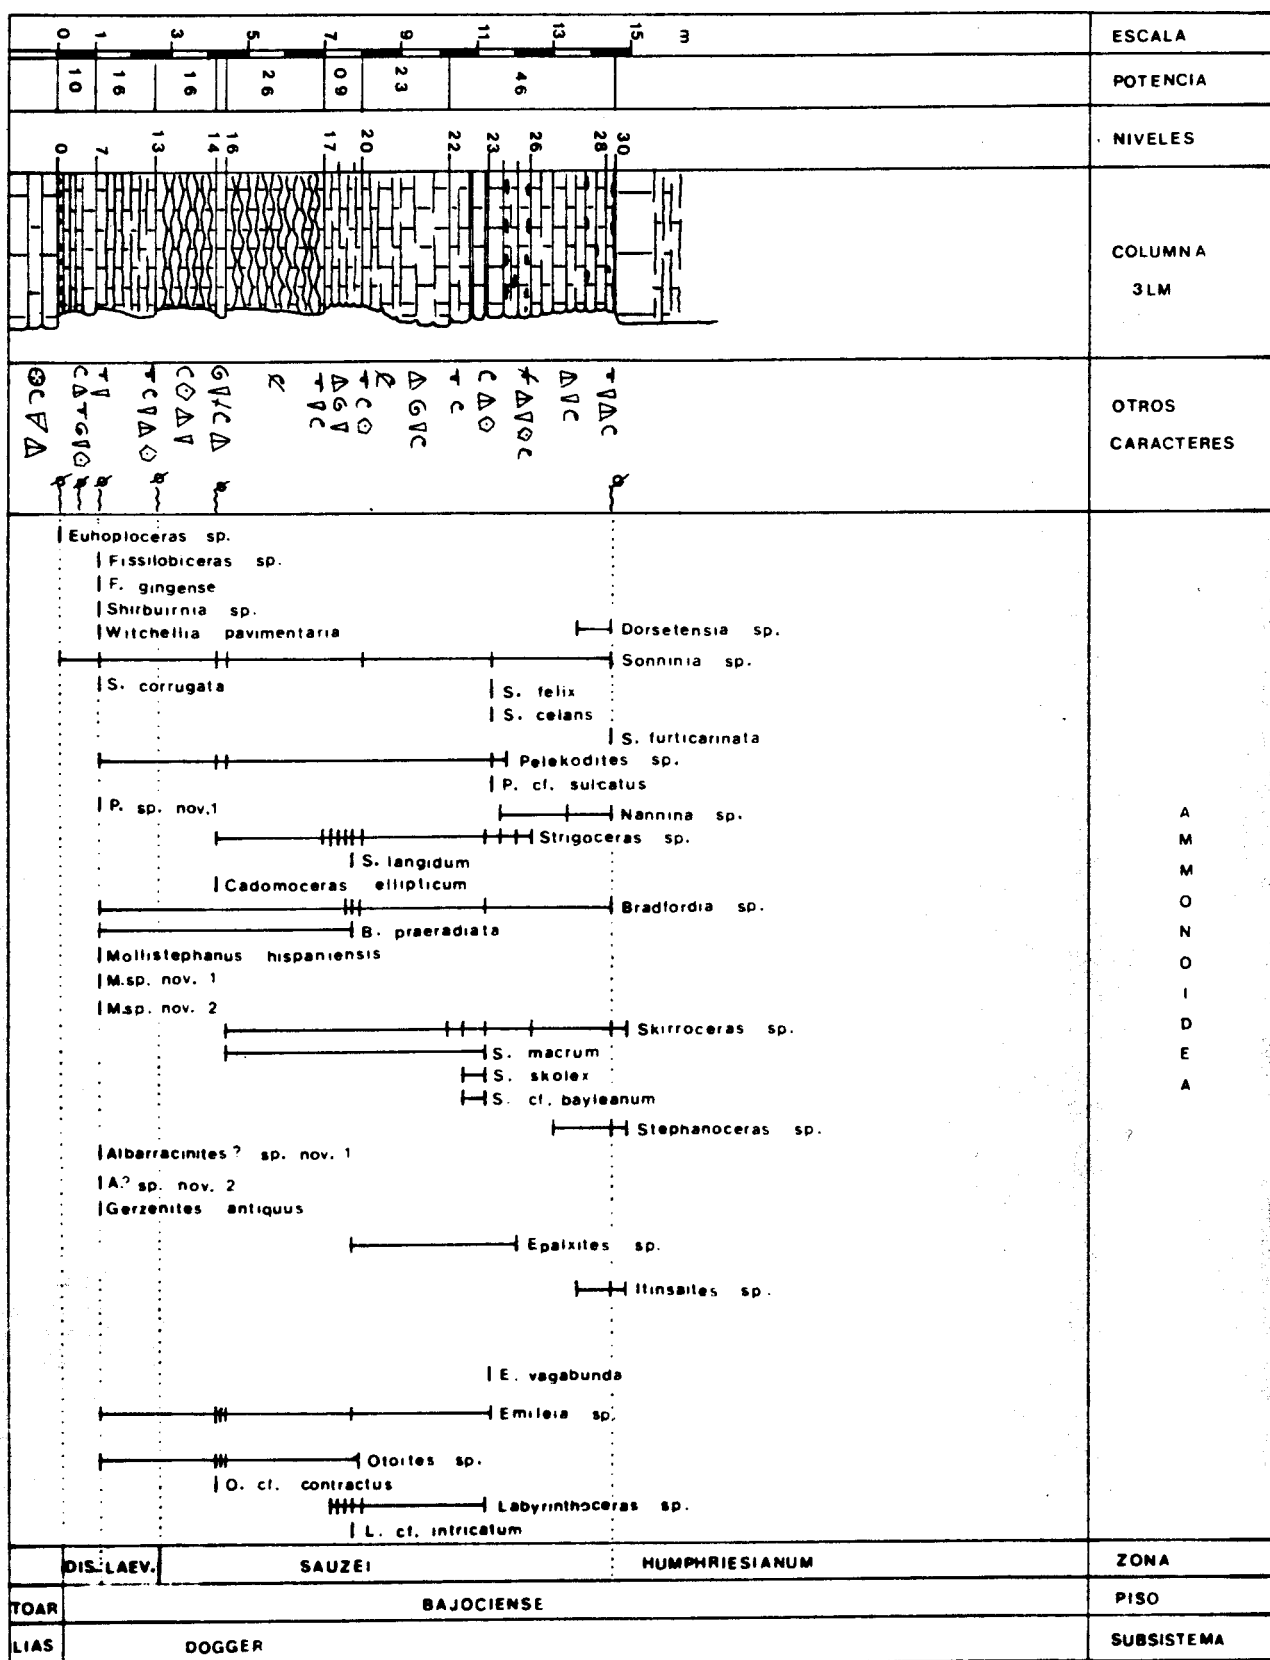 0 1 3 5 7 9 11 13 15 m ESCALA
10 16 16 26 09 23 46 POTENCIA
0 7 13 14 16 17 20 22 23 26 28 30 NIVELES
COLUMNA
3LM
OTROS
CARACTERES
Euhoploceras sp.
Fissilobiceras sp.
F. gingense
Shirbuirnia sp.
Witchellia pavimentaria Dorsetensia sp.
Sonninia sp.
S. corrugata S. felix
S. celans
S. furticarinata
Pelekodites sp.
P. cf. sulcatus
P. sp. nov.1 Nannina sp.
Strigoceras sp.
S. langidum
Cadomoceras ellipticum
Bradfordia sp.
B. praeradiata
Mollistephanus hispaniensis
M.sp. nov. 1
M.sp. nov. 2
Skirroceras sp.
S. macrum
S. skolex
S. cf. bayleanum
Stephanoceras sp.
Albarracinites? sp. nov. 1
A.? sp. nov. 2
Gerzenites antiquus
Epalxites sp.
Itinsaites sp.
E. vagabunda
Emileia sp.
Otoites sp.
O. cf. contractus
Labyrinthoceras sp.
L. cf. intricatum
AMMONOIDEA
DIS. LAEV. SAUZEI HUMPHRIESIANUM ZONA
TOAR BAJOCIENSE PISO
LIAS DOGGER SUBSISTEMA